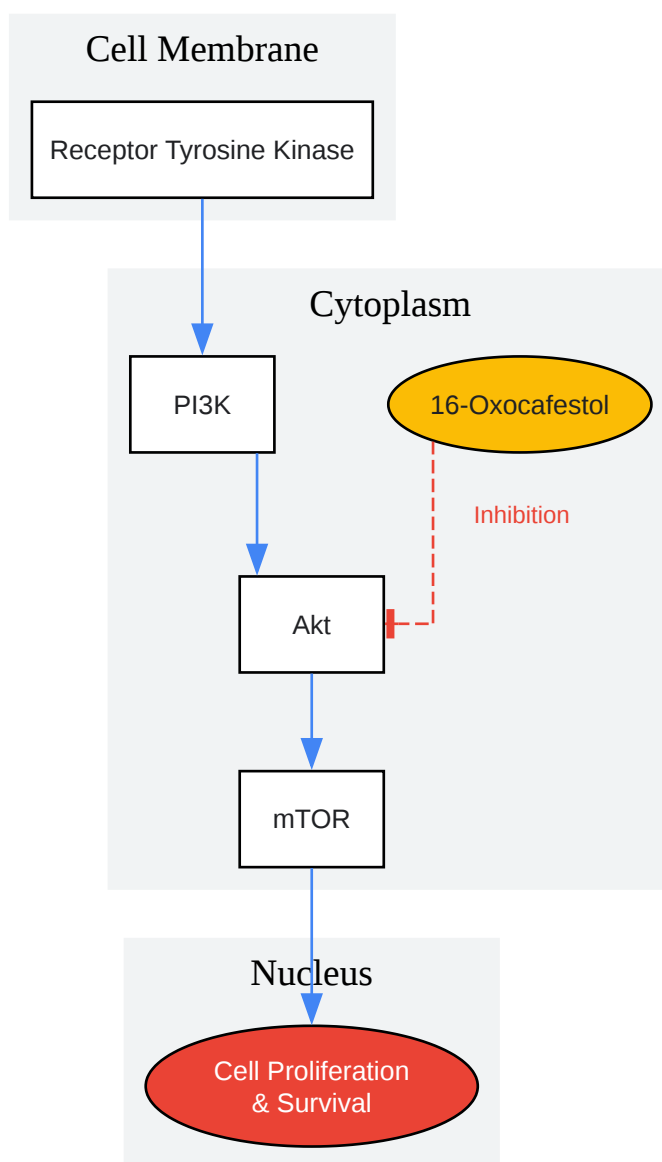 Cell Membrane
Receptor Tyrosine Kinase
Cytoplasm
PI3K
16-Oxocafestol
Inhibition
Akt
mTOR
Nucleus
Cell Proliferation
& Survival